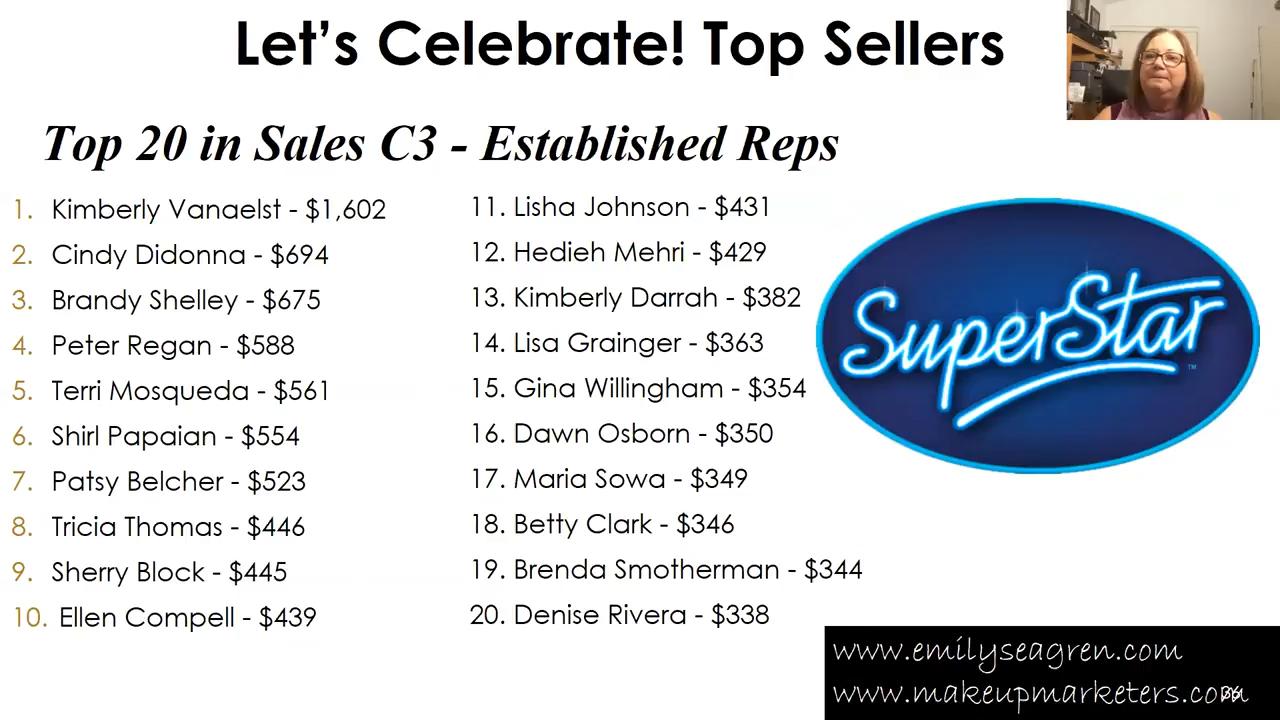 Let's Celebrate! Top Sellers
Top 20 in Sales C3 - Established Reps
1. Kimberly Vanaelst - $1,602
2. Cindy Didonna - $694
3. Brandy Shelley - $675
4. Peter Regan - $588
5. Terri Mosqueda - $561
6. Shirl Papaian - $554
7. Patsy Belcher - $523
8. Tricia Thomas - $446
9. Sherry Block - $445
10. Ellen Compell - $439
11. Lisha Johnson - $431
12. Hedieh Mehri - $429
13. Kimberly Darrah - $382
14. Lisa Grainger - $363
15. Gina Willingham - $354
16. Dawn Osborn - $350
17. Maria Sowa - $349
18. Betty Clark - $346
19. Brenda Smotherman - $344
20. Denise Rivera - $338
SuperStar
™
www.emilyseagren.com
www.makeupmarketers.com